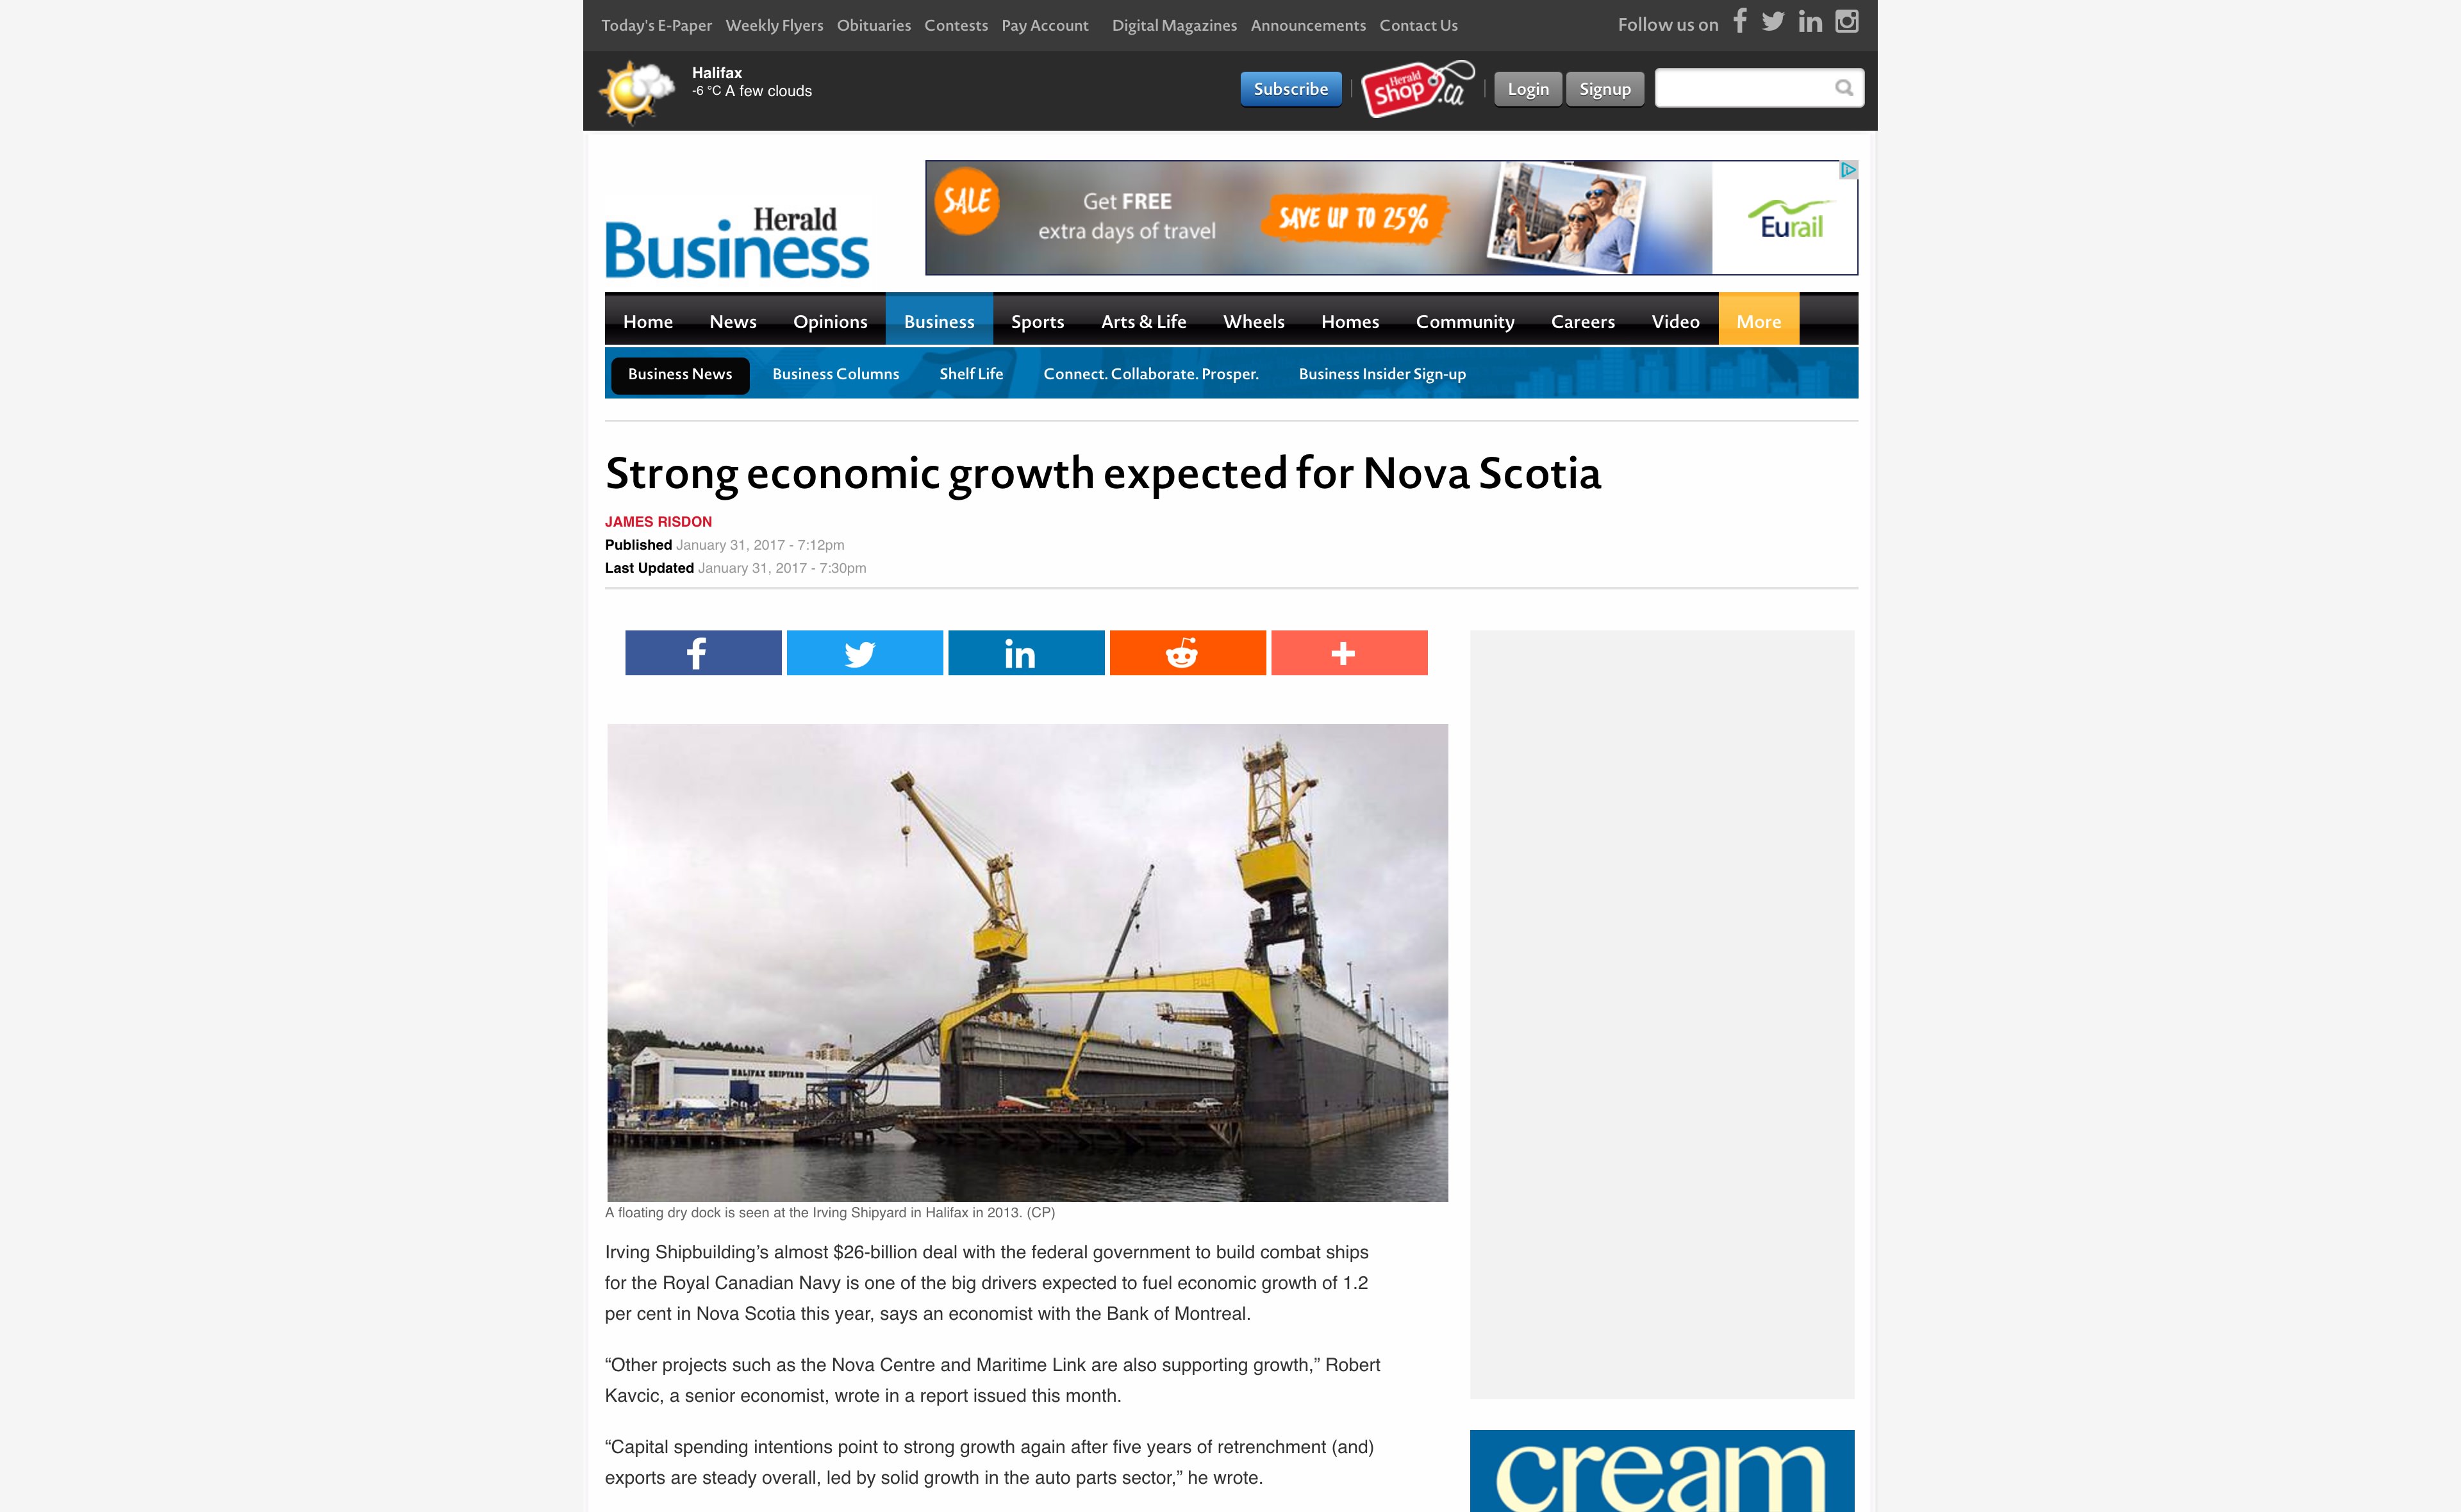 Today's E-Paper Weekly Flyers Obituaries Contests Pay Account Digital Magazines Announcements Contact Us Follow us on
Halifax
-6 °C A few clouds
Subscribe
Herald
Shop.ca
Login Signup
SALE
Get FREE
extra days of travel
SAVE UP TO 25%
Eurail
Herald
Business
Home News Opinions Business Sports Arts & Life Wheels Homes Community Careers Video More
Business News Business Columns Shelf Life Connect. Collaborate. Prosper. Business Insider Sign-up
Strong economic growth expected for Nova Scotia
JAMES RISDON
Published January 31, 2017 - 7:12pm
Last Updated January 31, 2017 - 7:30pm
HALIFAX SHIPYARD
A floating dry dock is seen at the Irving Shipyard in Halifax in 2013. (CP)
Irving Shipbuilding’s almost $26-billion deal with the federal government to build combat ships
for the Royal Canadian Navy is one of the big drivers expected to fuel economic growth of 1.2
per cent in Nova Scotia this year, says an economist with the Bank of Montreal.
“Other projects such as the Nova Centre and Maritime Link are also supporting growth,” Robert
Kavcic, a senior economist, wrote in a report issued this month.
“Capital spending intentions point to strong growth again after five years of retrenchment (and)
exports are steady overall, led by solid growth in the auto parts sector,” he wrote.
cream